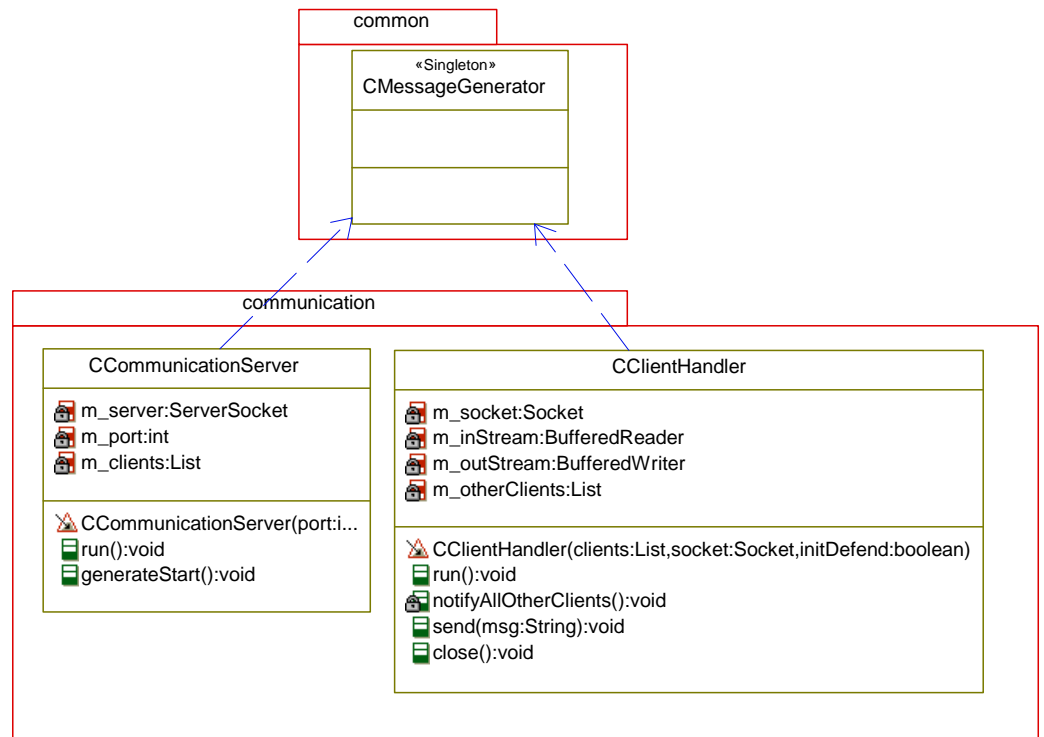 common
«Singleton»
CMessageGenerator
communication
CCommunicationServer
m_server:ServerSocket
m_port:int
m_clients:List
CCommunicationServer(port:i...
run():void
generateStart():void
CClientHandler
m_socket:Socket
m_inStream:BufferedReader
m_outStream:BufferedWriter
m_otherClients:List
CClientHandler(clients:List,socket:Socket,initDefend:boolean)
run():void
notifyAllOtherClients():void
send(msg:String):void
close():void